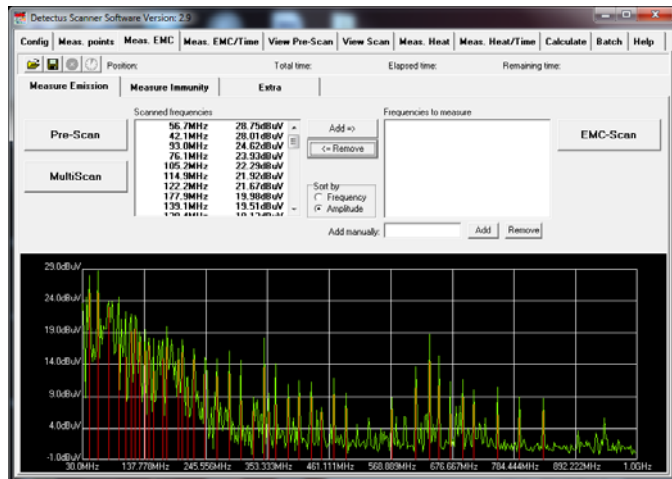 Detectus Scanner Software Version: 2.9
Config Meas. points Meas. EMC Meas. EMC/Time View Pre-Scan View Scan Meas. Heat Meas. Heat/Time Calculate Batch Help
Position: Total time: Elapsed time: Remaining time:
Measure Emission Measure Immunity Extra
Scanned frequencies Frequencies to measure
Pre-Scan
MultiScan
56.7MHz 28.75dBuV
42.1MHz 28.01dBuV
93.0MHz 24.62dBuV
76.1MHz 23.93dBuV
105.2MHz 22.29dBuV
114.9MHz 21.92dBuV
122.2MHz 21.67dBuV
177.9MHz 19.98dBuV
139.1MHz 19.51dBuV
Add =>
<= Remove
Sort by
Frequency
Amplitude
EMC-Scan
Add manually: Add Remove
29.0dBuV
24.0dBuV
19.0dBuV
14.0dBuV
9.0dBuV
4.0dBuV
-1.0dBuV
30.0MHz 137.778MHz 245.556MHz 353.333MHz 461.111MHz 568.889MHz 676.667MHz 784.444MHz 892.222MHz 1.0GHz